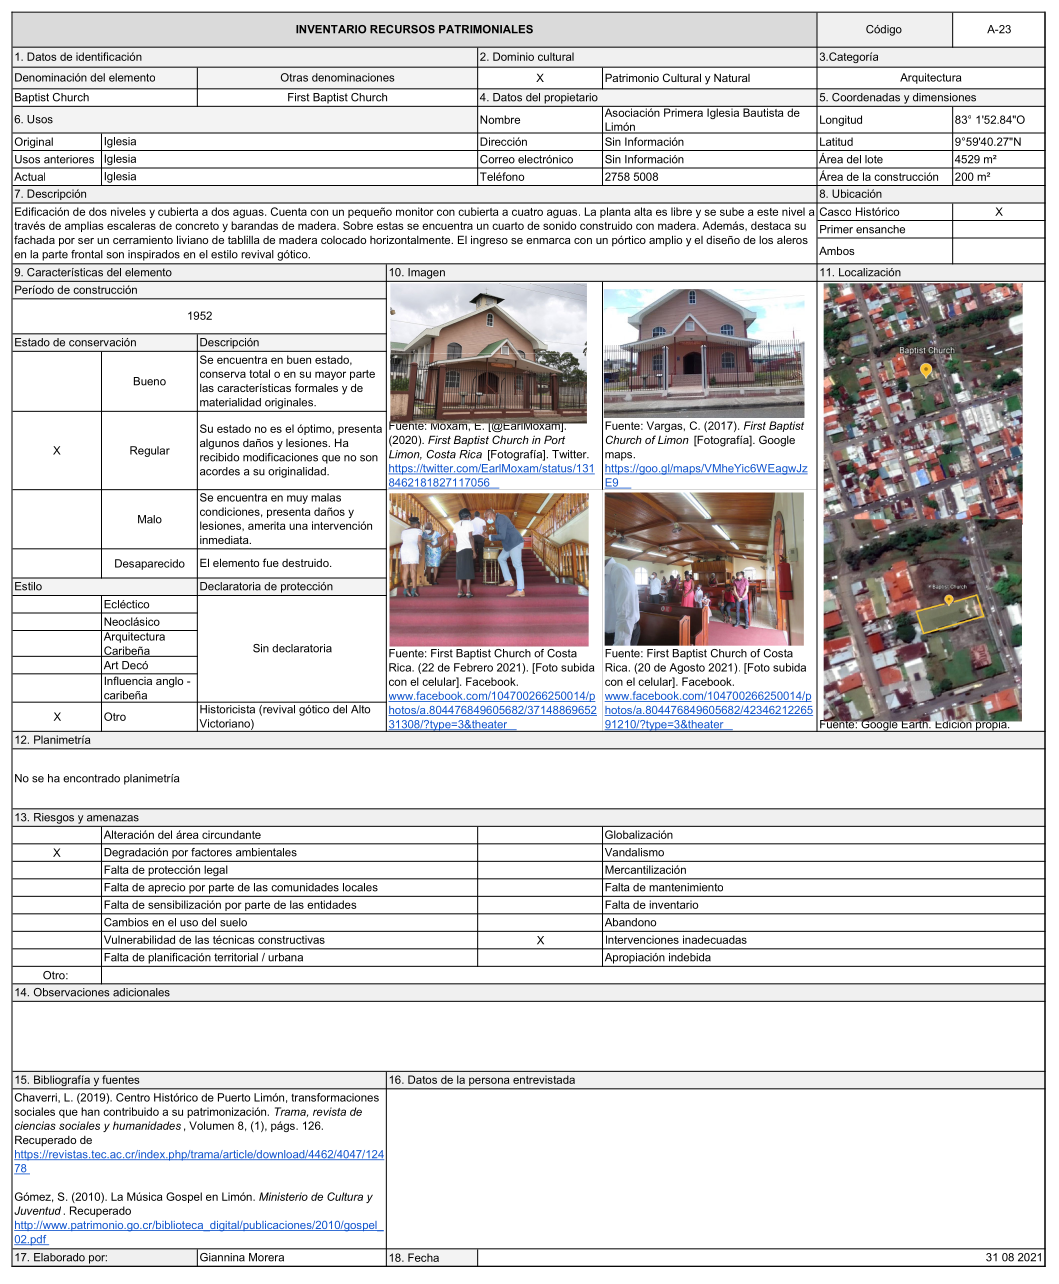 INVENTARIO RECURSOS PATRIMONIALES
Código
A-23
1. Datos de identificación
2. Dominio cultural
3.Categoría
Denominación del elemento
Otras denominaciones
X
Patrimonio Cultural y Natural
Arquitectura
Baptist Church
First Baptist Church
4. Datos del propietario
5. Coordenadas y dimensiones
6. Usos
Nombre
Asociación Primera Iglesia Bautista de
Limón
Longitud
83° 1'52.84"O
Original
Iglesia
Dirección
Sin Información
Latitud
9°59'40.27"N
Usos anteriores
Iglesia
Correo electrónico
Sin Información
Área del lote
4529 m²
Actual
Iglesia
Teléfono
2758 5008
Área de la construcción
200 m²
7. Descripción
8. Ubicación
Edificación de dos niveles y cubierta a dos aguas. Cuenta con un pequeño monitor con cubierta a cuatro aguas. La planta alta es libre y se sube a este nivel a
través de amplias escaleras de concreto y barandas de madera. Sobre estas se encuentra un cuarto de sonido construido con madera. Además, destaca su
fachada por ser un cerramiento liviano de tablilla de madera colocado horizontalmente. El ingreso se enmarca con un pórtico amplio y el diseño de los aleros
en la parte frontal son inspirados en el estilo revival gótico.
Casco Histórico
X
Primer ensanche
Ambos
9. Características del elemento
10. Imagen
11. Localización
Período de construcción
1952
Estado de conservación
Descripción
Bueno
Se encuentra en buen estado,
conserva total o en su mayor parte
las características formales y de
materialidad originales.
X
Regular
Su estado no es el óptimo, presenta
algunos daños y lesiones. Ha
recibido modificaciones que no son
acordes a su originalidad.
Malo
Se encuentra en muy malas
condiciones, presenta daños y
lesiones, amerita una intervención
inmediata.
Desaparecido
El elemento fue destruido.
Estilo
Declaratoria de protección
Ecléctico
Neoclásico
Arquitectura
Caribeña
Art Decó
Influencia anglo -
caribeña
Sin declaratoria
X
Otro
Historicista (revival gótico del Alto
Victoriano)
Fuente: Moxam, E. [@EarlMoxam].
(2020). First Baptist Church in Port
Limon, Costa Rica [Fotografía]. Twitter.
https://twitter.com/EarlMoxam/status/131
8462181827117056
Fuente: Vargas, C. (2017). First Baptist
Church of Limon [Fotografía]. Google
maps.
https://goo.gl/maps/VMheYic6WEagwJz
E9
Fuente: First Baptist Church of Costa
Rica. (22 de Febrero 2021). [Foto subida
con el celular]. Facebook.
www.facebook.com/104700266250014/p
hotos/a.804476849605682/37148869652
31308/?type=3&theater
Fuente: First Baptist Church of Costa
Rica. (20 de Agosto 2021). [Foto subida
con el celular]. Facebook.
www.facebook.com/104700266250014/p
hotos/a.804476849605682/42346212265
91210/?type=3&theater
Baptist Church
Baptist Church
Fuente: Google Earth. Edición propia.
12. Planimetría
No se ha encontrado planimetría
13. Riesgos y amenazas
Alteración del área circundante
Globalización
X
Degradación por factores ambientales
Vandalismo
Falta de protección legal
Mercantilización
Falta de aprecio por parte de las comunidades locales
Falta de mantenimiento
Falta de sensibilización por parte de las entidades
Falta de inventario
Cambios en el uso del suelo
Abandono
Vulnerabilidad de las técnicas constructivas
X
Intervenciones inadecuadas
Falta de planificación territorial / urbana
Apropiación indebida
Otro:
14. Observaciones adicionales
15. Bibliografía y fuentes
16. Datos de la persona entrevistada
Chaverri, L. (2019). Centro Histórico de Puerto Limón, transformaciones
sociales que han contribuido a su patrimonización. Trama, revista de
ciencias sociales y humanidades, Volumen 8, (1), págs. 126.
Recuperado de
https://revistas.tec.ac.cr/index.php/trama/article/download/4462/4047/124
78
Gómez, S. (2010). La Música Gospel en Limón. Ministerio de Cultura y
Juventud. Recuperado
http://www.patrimonio.go.cr/biblioteca_digital/publicaciones/2010/gospel_
02.pdf
17. Elaborado por:
Giannina Morera
18. Fecha
31 08 2021